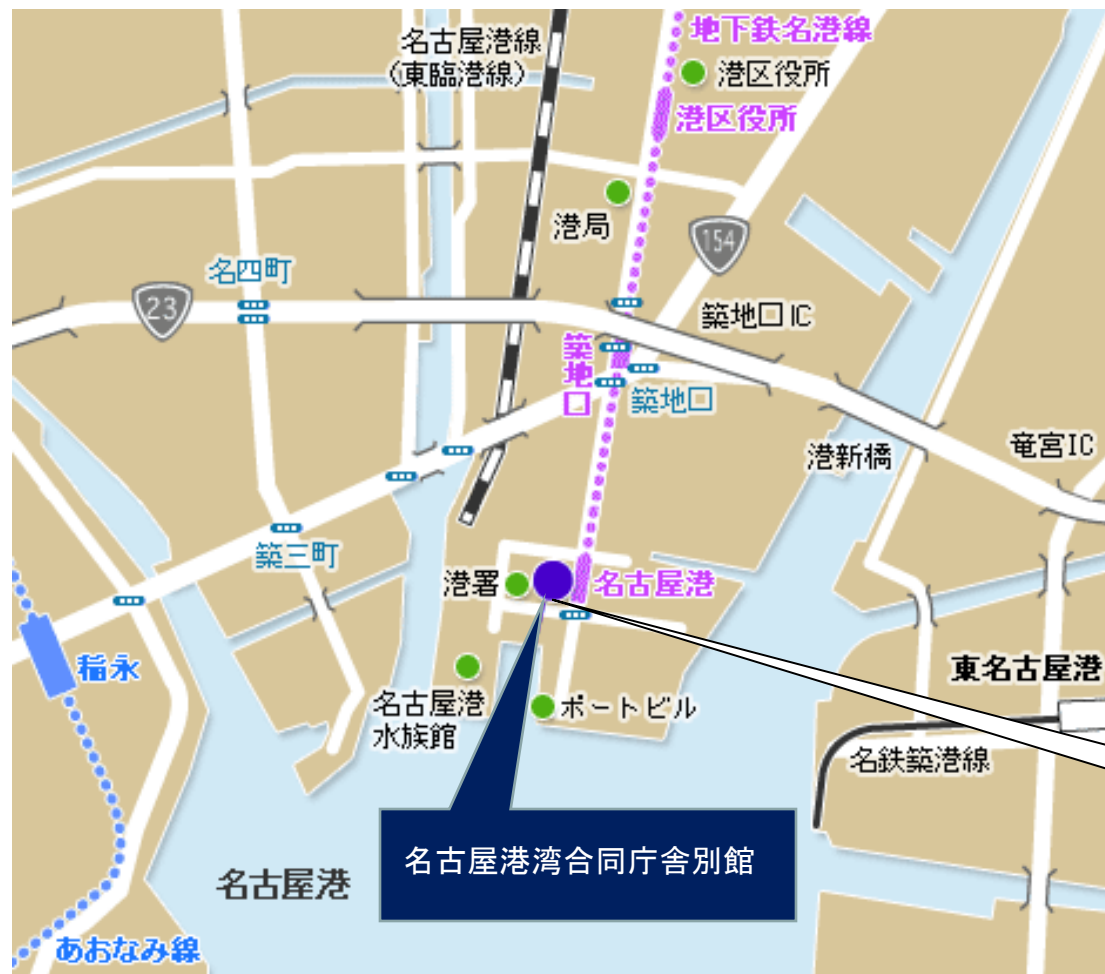 地下鉄名港線
名古屋港線
（東臨港線）
港区役所
港区役所
港局
154
名四町
23
築地口IC
築地口
築地口
港新橋
竜宮IC
築三町
港署
名古屋港
稲永
東名古屋港
名古屋港
水族館
ポートビル
名鉄築港線
名古屋港湾合同庁舎別館
名古屋港
あおなみ線